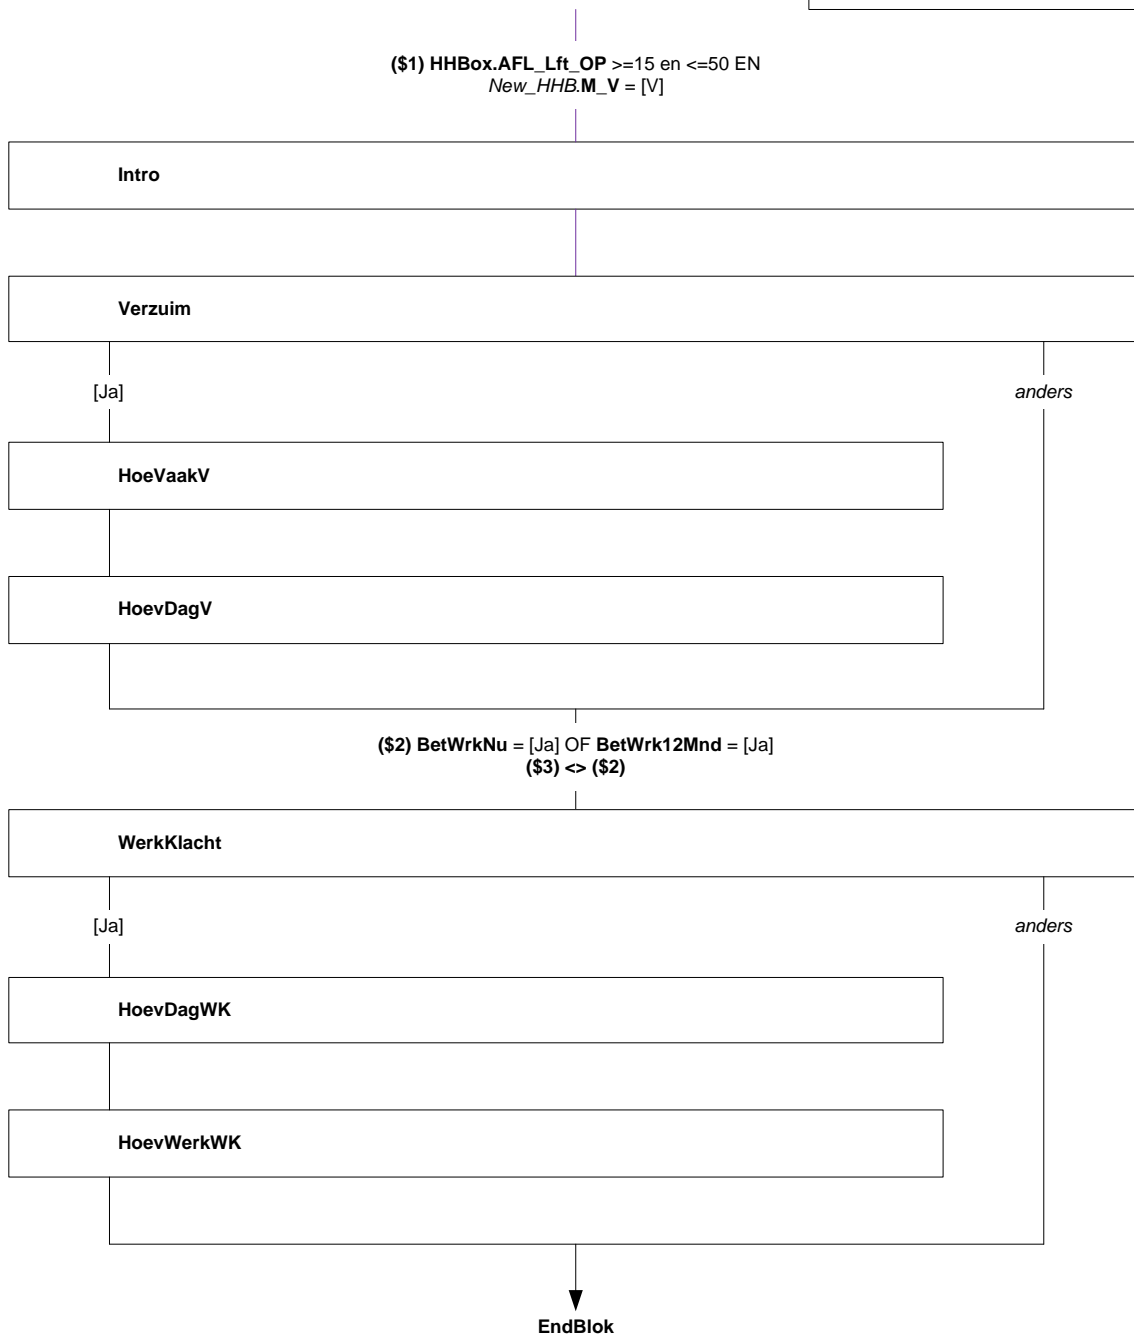 ($1) HHBox.AFL_Lft_OP >=15 en <=50 EN
New_HHB.M_V = [V]
Intro
Verzuim
[Ja]
anders
HoeVaakV
HoevDagV
($2) BetWrkNu = [Ja] OF BetWrk12Mnd = [Ja]
($3) <> ($2)
WerkKlacht
[Ja]
anders
HoevDagWK
HoevWerkWK
EndBlok